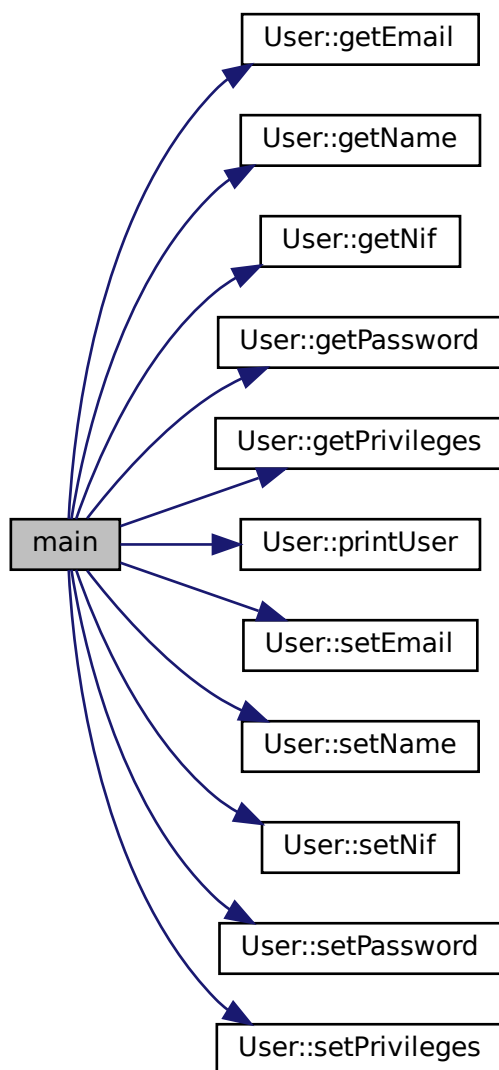 User::getEmail
User::getName
User::getNif
User::getPassword
User::getPrivileges
main
User::printUser
User::setEmail
User::setName
User::setNif
User::setPassword
User::setPrivileges